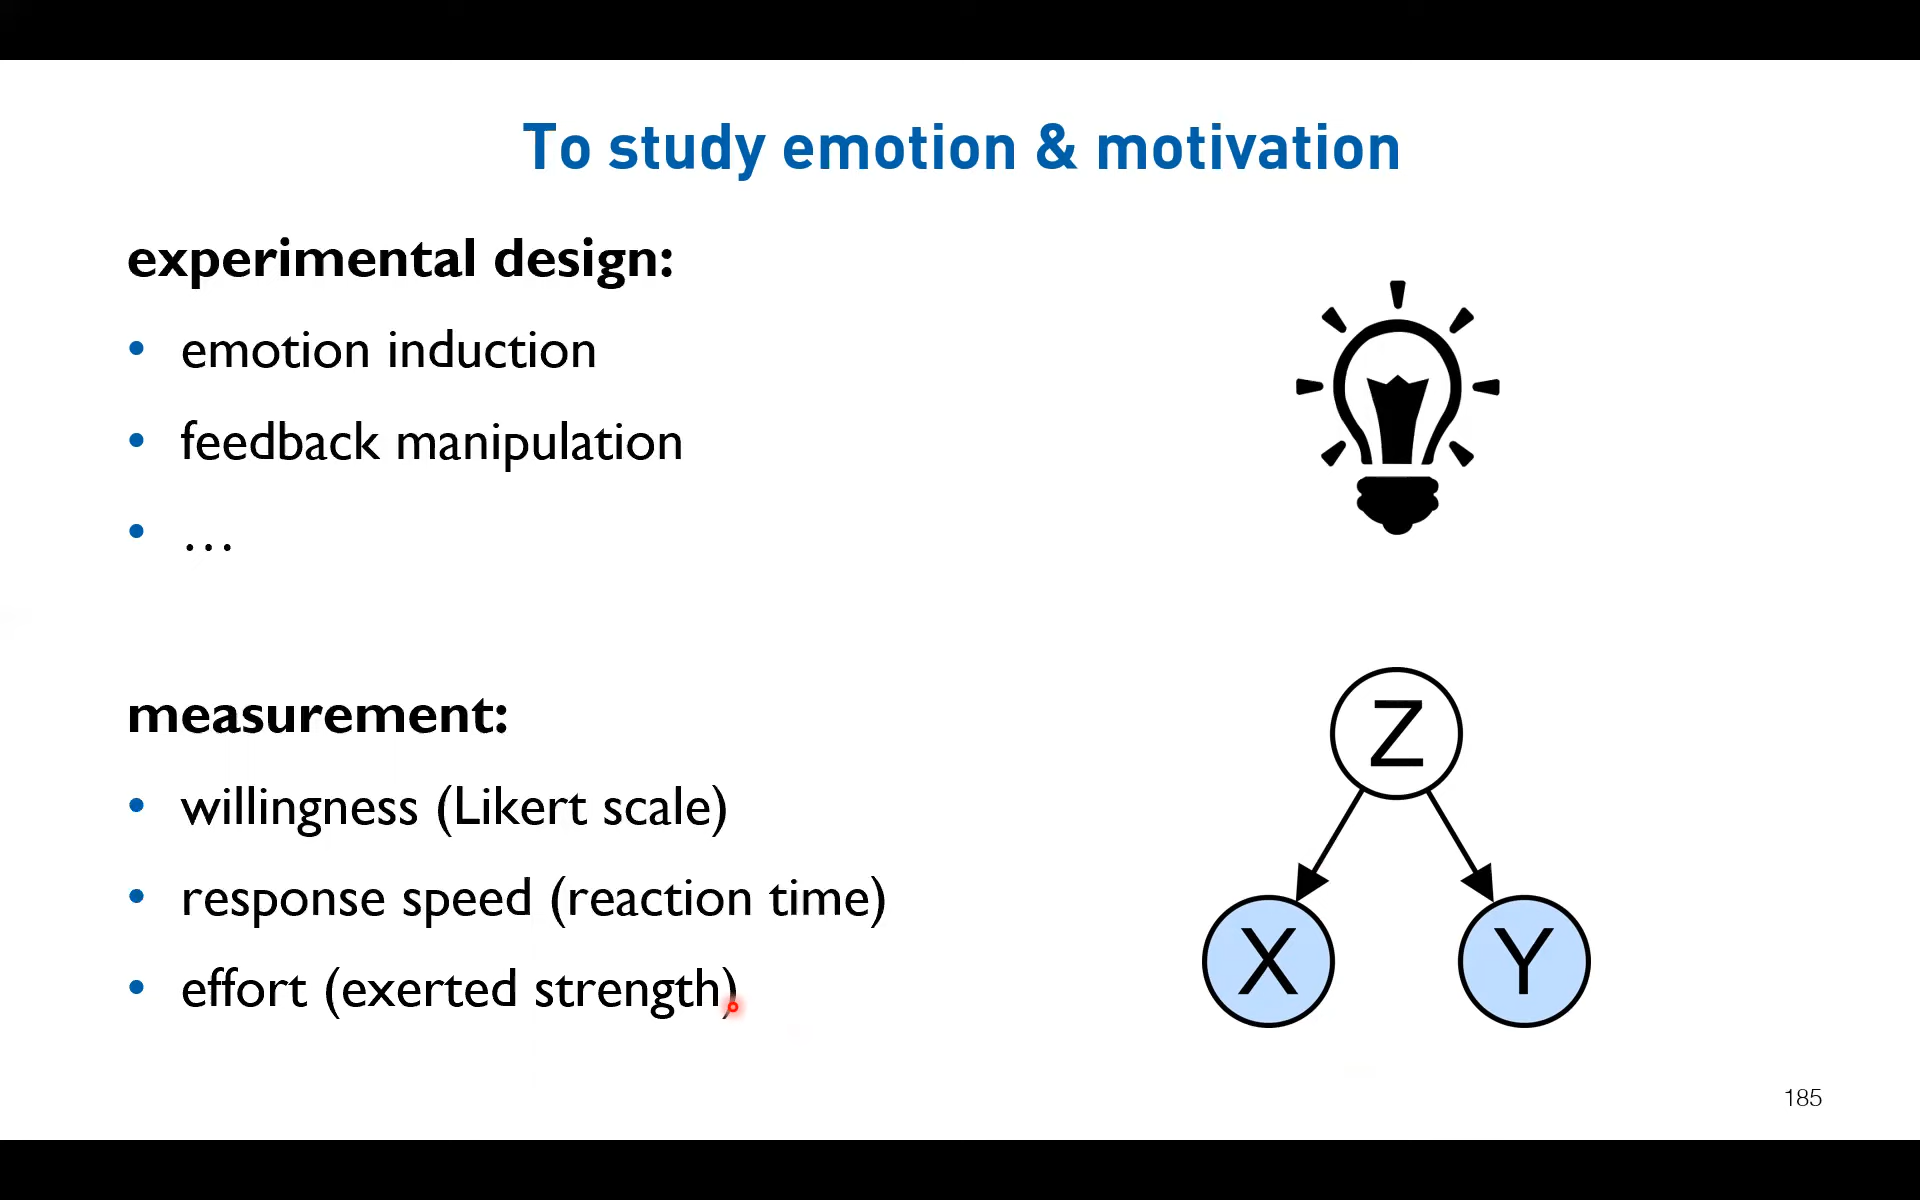 To study emotion & motivation
experimental design:
• emotion induction
• feedback manipulation
• …
measurement:
• willingness (Likert scale)
• response speed (reaction time)
• effort (exerted strength)
Z
X Y
185